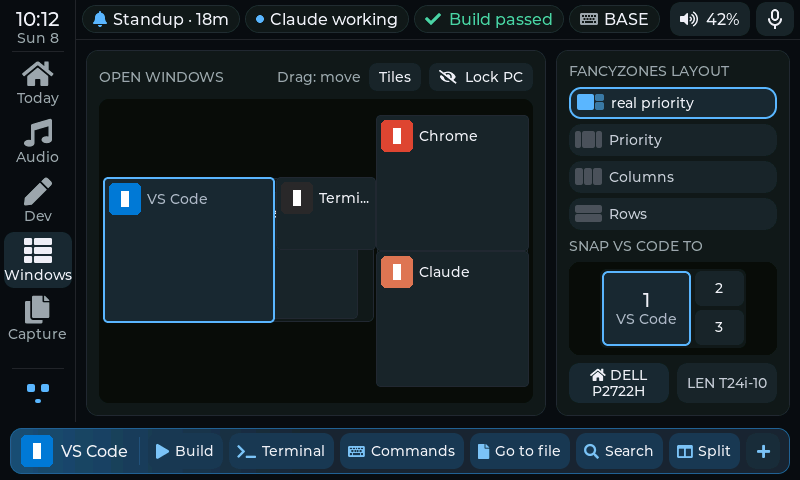 10:12
Sun 8
Standup · 18m
Claude working
Build passed
BASE
42%
Today
Audio
Dev
Windows
Capture
OPEN WINDOWS
Drag: move
Tiles
Lock PC
VS Code
Termi...
Chrome
Claude
FANCYZONES LAYOUT
real priority
Priority
Columns
Rows
SNAP VS CODE TO
1
VS Code
2
3
DELL
P2722H
LEN T24i-10
VS Code
Build
Terminal
Commands
Go to file
Search
Split
+